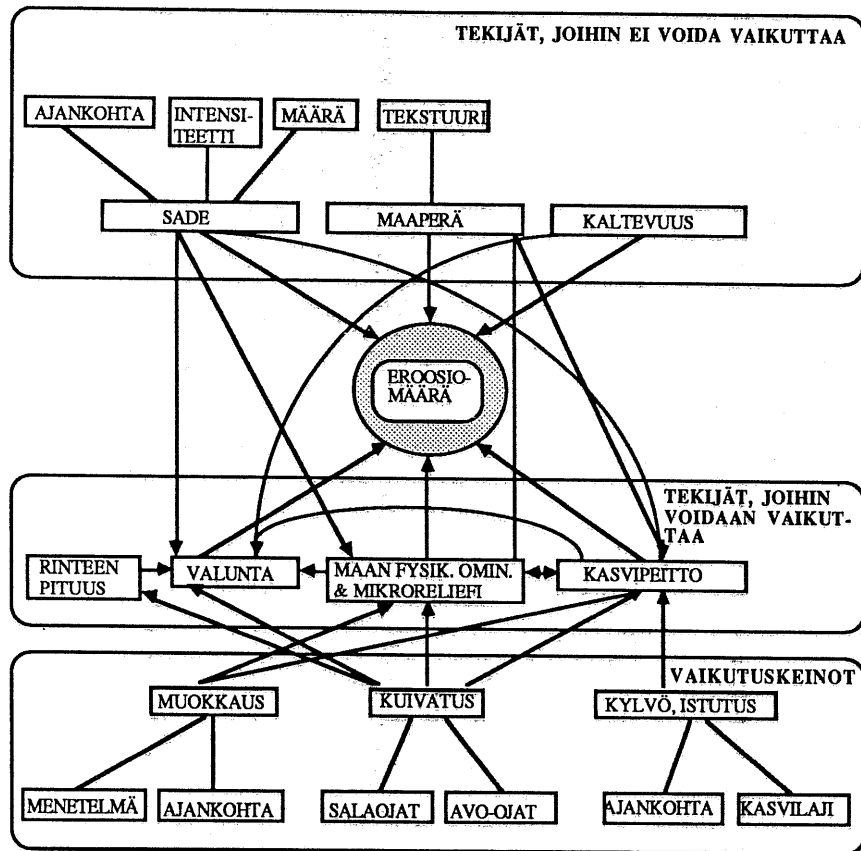 TEKIJÄT, JOIHIN EI VOIDA VAIKUTTAA
AJANKOHTA
INTENSI-
TEETTI
MÄÄRÄ
TEKSTUURI
SADE
MAAPERÄ
KALTEVUUS
EROOSIO-
MÄÄRÄ
TEKIJÄT, JOIHIN
VOIDAAN VAIKUT-
TAA
RINTEEN
PITUUS
VALUNTA
MAAN FYSIK. OMIN.
& MIKRORELIEFI
KASVIPEITTO
VAIKUTUSKEINOT
MUOKKAUS
KUIVATUS
KYLVÖ, ISTUTUS
MENETELMÄ
AJANKOHTA
SALAOJAT
AVO-OJAT
AJANKOHTA
KASVILAJI